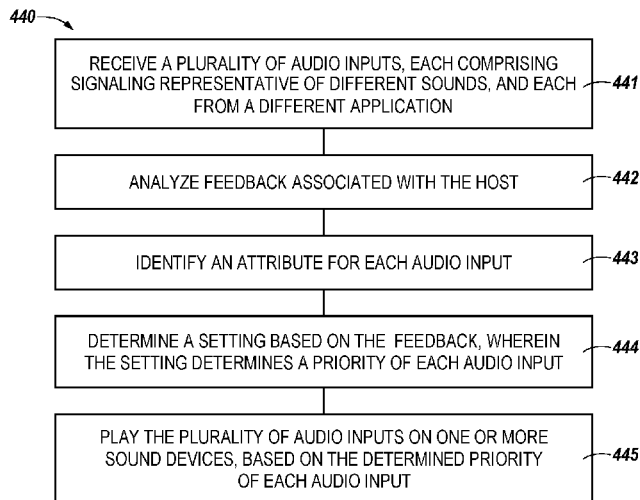 440
RECEIVE A PLURALITY OF AUDIO INPUTS, EACH COMPRISING
SIGNALING REPRESENTATIVE OF DIFFERENT SOUNDS, AND EACH
FROM A DIFFERENT APPLICATION
441
ANALYZE FEEDBACK ASSOCIATED WITH THE HOST
442
IDENTIFY AN ATTRIBUTE FOR EACH AUDIO INPUT
443
DETERMINE A SETTING BASED ON THE FEEDBACK, WHEREIN
THE SETTING DETERMINES A PRIORITY OF EACH AUDIO INPUT
444
PLAY THE PLURALITY OF AUDIO INPUTS ON ONE OR MORE
SOUND DEVICES, BASED ON THE DETERMINED PRIORITY
OF EACH AUDIO INPUT
445